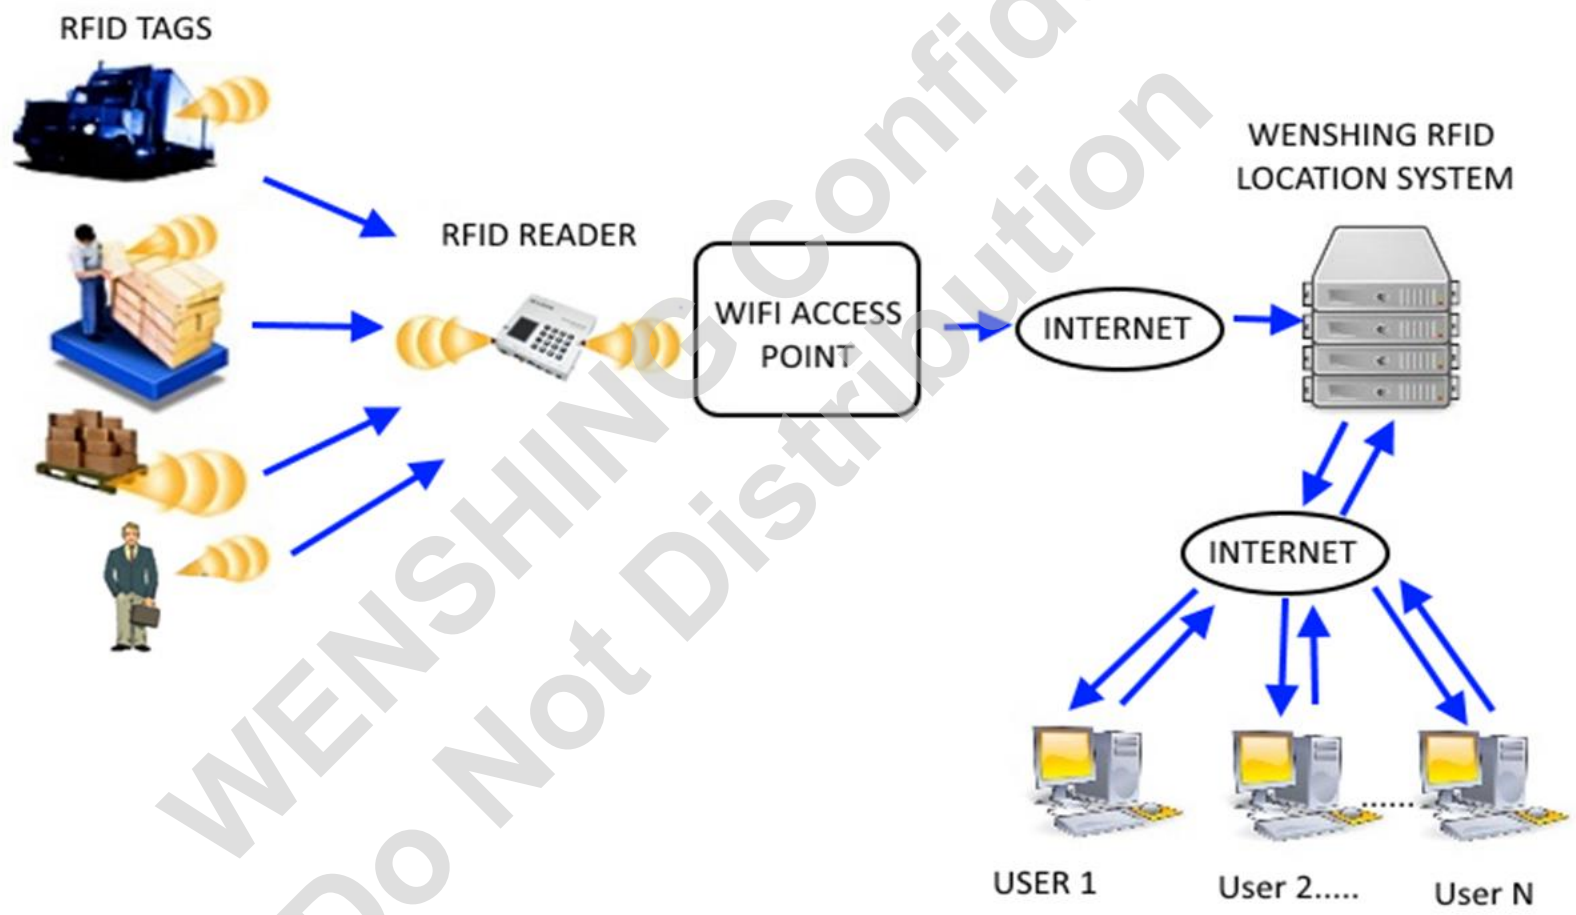 RFID TAGS
WENSHING RFID
LOCATION SYSTEM
RFID READER
WIFI ACCESS
POINT
INTERNET
INTERNET
USER 1
User 2.....
......
User N
WENSHING Confid
Do Not Distribution